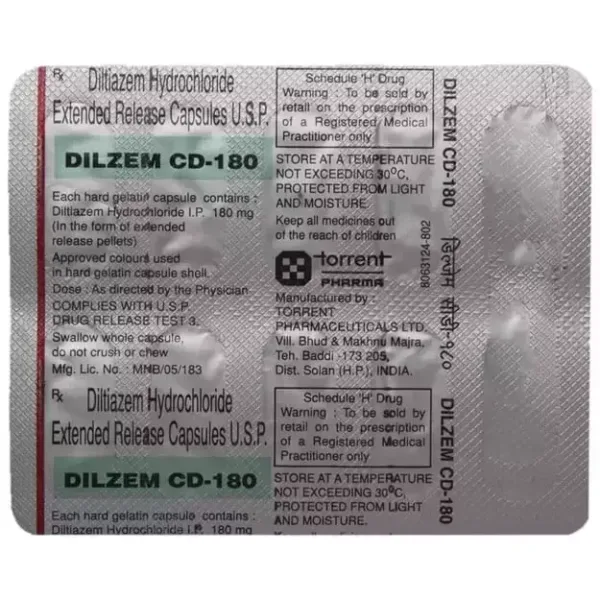 Rx Diltiazem Hydrochloride
Extended Release Capsules U.S.P.
DILZEM CD-180
Each hard gelatin capsule contains :
Diltiazem Hydrochloride I.P. 180 mg
(In the form of extended
release pellets)
Approved colours used
in hard gelatin capsule shell.
Dose : As directed by the Physician
COMPLIES WITH U.S.P.
DRUG RELEASE TEST 3.
Swallow whole capsule,
do not crush or chew
Mfg. Lic. No. : MNB/05/183
Schedule 'H' Drug
Warning : To be sold by
retail on the prescription
of a Registered Medical
Practitioner only
STORE AT A TEMPERATURE
NOT EXCEEDING 30°C,
PROTECTED FROM LIGHT
AND MOISTURE.
Keep all medicines out
of the reach of children
torrent
PHARMA
Manufactured by :
TORRENT
PHARMACEUTICALS LTD.
Vill. Bhud & Makhnu Majra,
Teh. Baddi -173 205,
Dist. Solan (H.P.), INDIA.
8063124-802
DILZEM CD-180
डिल्जेम सीडी-१८०
DILZEM CD-180
Rx Diltiazem Hydrochloride
Extended Release Capsules U.S.P.
DILZEM CD-180
Each hard gelatin capsule contains :
Diltiazem Hydrochloride I.P. 180 mg
Schedule 'H' Drug
Warning : To be sold by
retail on the prescription
of a Registered Medical
Practitioner only
STORE AT A TEMPERATURE
NOT EXCEEDING 30°C,
PROTECTED FROM LIGHT
AND MOISTURE.